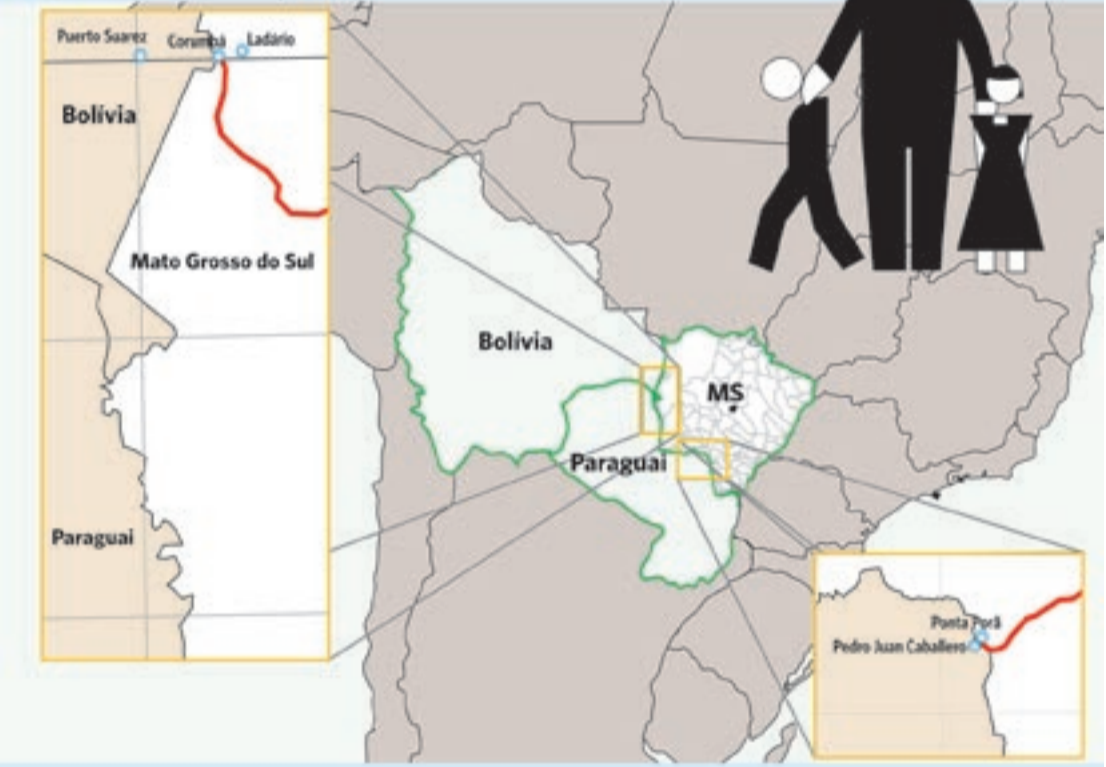 Puerto Suarez
Corumbá
Ladário
Bolívia
Mato Grosso do Sul
Paraguai
Bolívia
MS
Paraguai
Ponta Porã
Pedro Juan Caballero